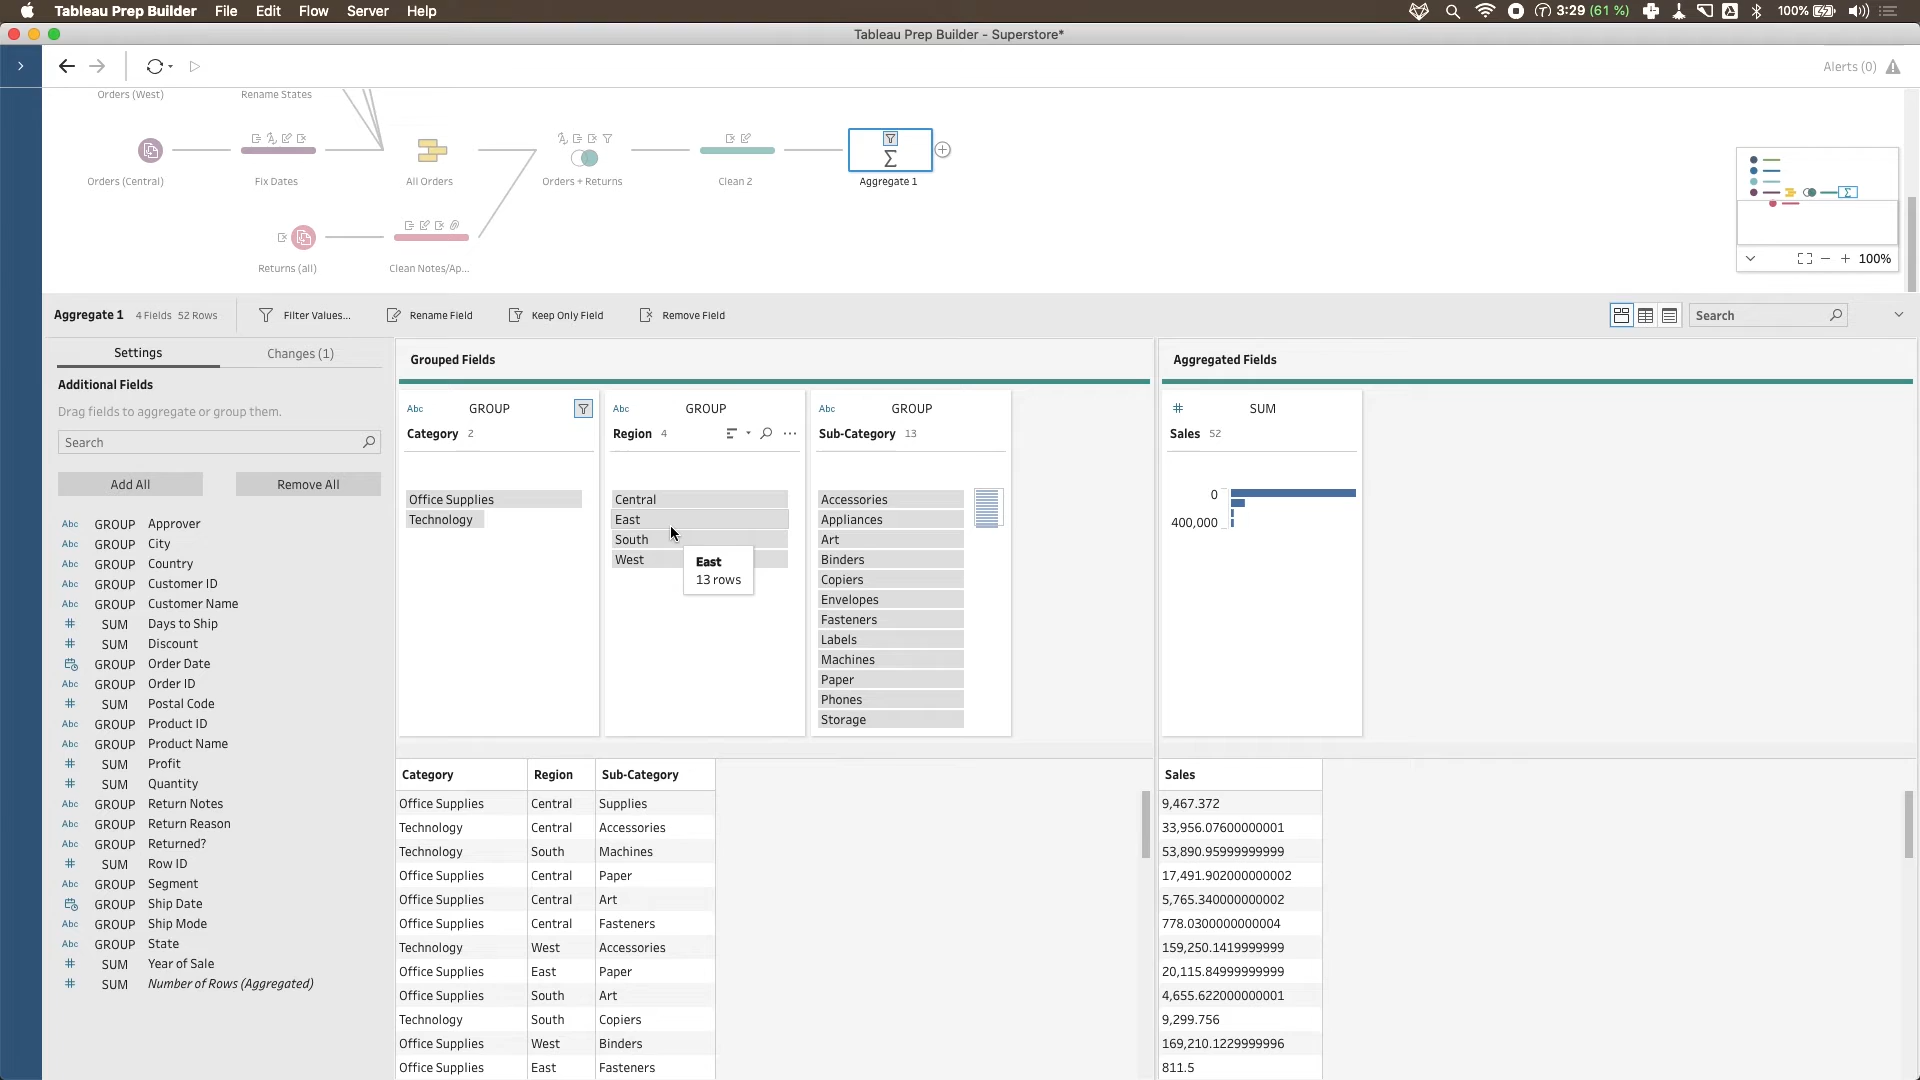 Tableau Prep Builder File Edit Flow Server Help 3:29 (61 %) 100%
Tableau Prep Builder - Superstore*
Alerts (0)
Orders (West) Rename States
Orders (Central) Fix Dates All Orders Orders + Returns Clean 2 Aggregate 1
Returns (all) Clean Notes/Ap...
100%
Aggregate 1 4 Fields 52 Rows Filter Values... Rename Field Keep Only Field Remove Field Search
Settings Changes (1)
Additional Fields
Drag fields to aggregate or group them.
Search
Add All Remove All
Abc GROUP Approver
Abc GROUP City
Abc GROUP Country
Abc GROUP Customer ID
Abc GROUP Customer Name
# SUM Days to Ship
# SUM Discount
GROUP Order Date
Abc GROUP Order ID
# SUM Postal Code
Abc GROUP Product ID
Abc GROUP Product Name
# SUM Profit
# SUM Quantity
Abc GROUP Return Notes
Abc GROUP Return Reason
Abc GROUP Returned?
# SUM Row ID
Abc GROUP Segment
GROUP Ship Date
Abc GROUP Ship Mode
Abc GROUP State
# SUM Year of Sale
# SUM Number of Rows (Aggregated)
Grouped Fields
Abc GROUP
Category 2
Office Supplies
Technology
Abc GROUP
Region 4
Central
East
South
West
East
13 rows
Abc GROUP
Sub-Category 13
Accessories
Appliances
Art
Binders
Copiers
Envelopes
Fasteners
Labels
Machines
Paper
Phones
Storage
Aggregated Fields
# SUM
Sales 52
0
400,000
Category Region Sub-Category Sales
Office Supplies Central Supplies 9,467.372
Technology Central Accessories 33,956.07600000001
Technology South Machines 53,890.95999999999
Office Supplies Central Paper 17,491.902000000002
Office Supplies Central Art 5,765.340000000002
Office Supplies Central Fasteners 778.0300000000004
Technology West Accessories 159,250.1419999999
Office Supplies East Paper 20,115.84999999999
Office Supplies South Art 4,655.622000000001
Technology South Copiers 9,299.756
Office Supplies West Binders 169,210.1229999996
Office Supplies East Fasteners 811.5